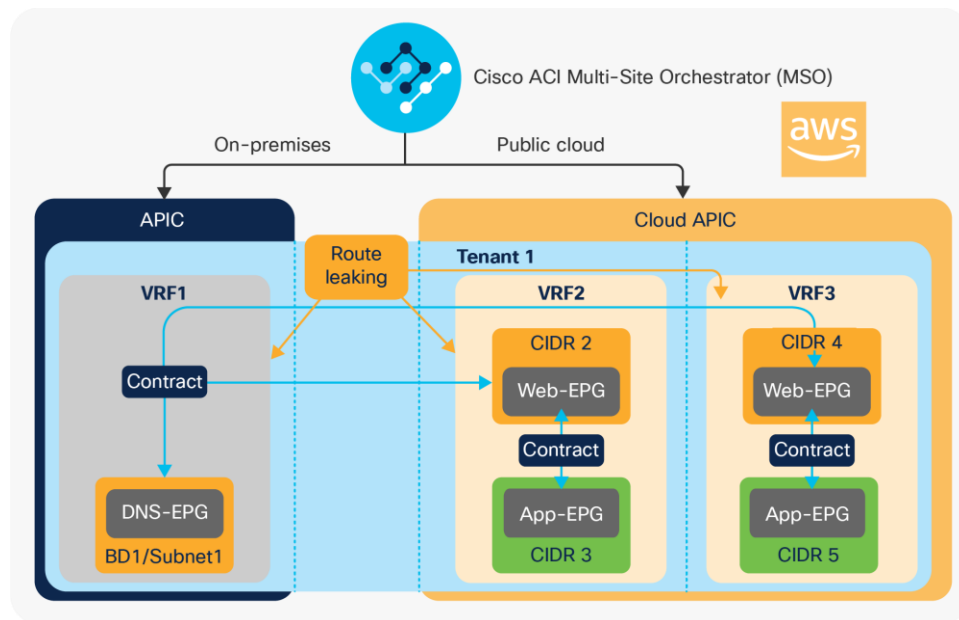 Cisco ACI Multi-Site Orchestrator (MSO)
aws
On-premises
Public cloud
APIC
Cloud APIC
Route
leaking
Tenant 1
VRF1
VRF2
VRF3
CIDR 2
CIDR 4
Contract
Web-EPG
Web-EPG
Contract
Contract
DNS-EPG
App-EPG
App-EPG
BD1/Subnet1
CIDR 3
CIDR 5